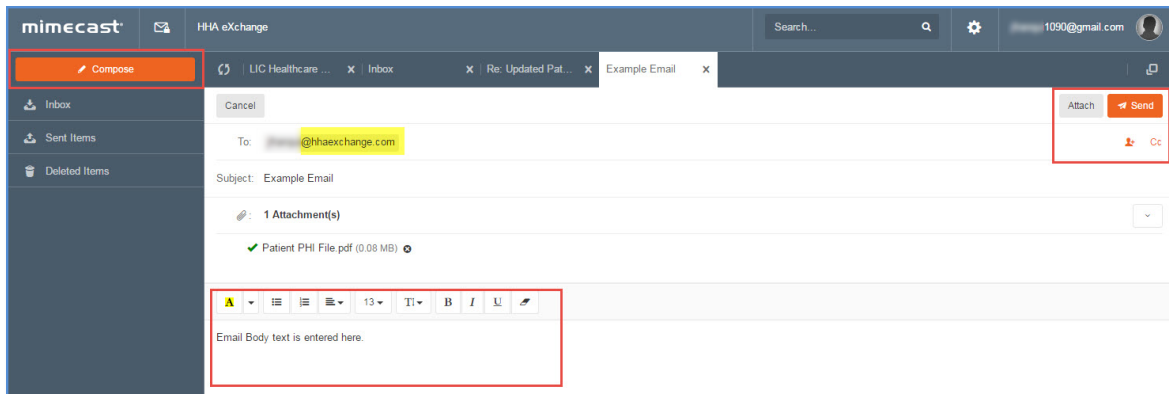 mimecast HHA eXchange Search... 1090@gmail.com
Compose LIC Healthcare ... x Inbox x Re: Updated Pat... x Example Email x
Inbox
Sent Items
Deleted Items
Cancel Attach Send
To: @hhaexchange.com Cc
Subject: Example Email
: 1 Attachment(s)
Patient PHI File.pdf (0.08 MB)
A 13 TI B I U
Email Body text is entered here.